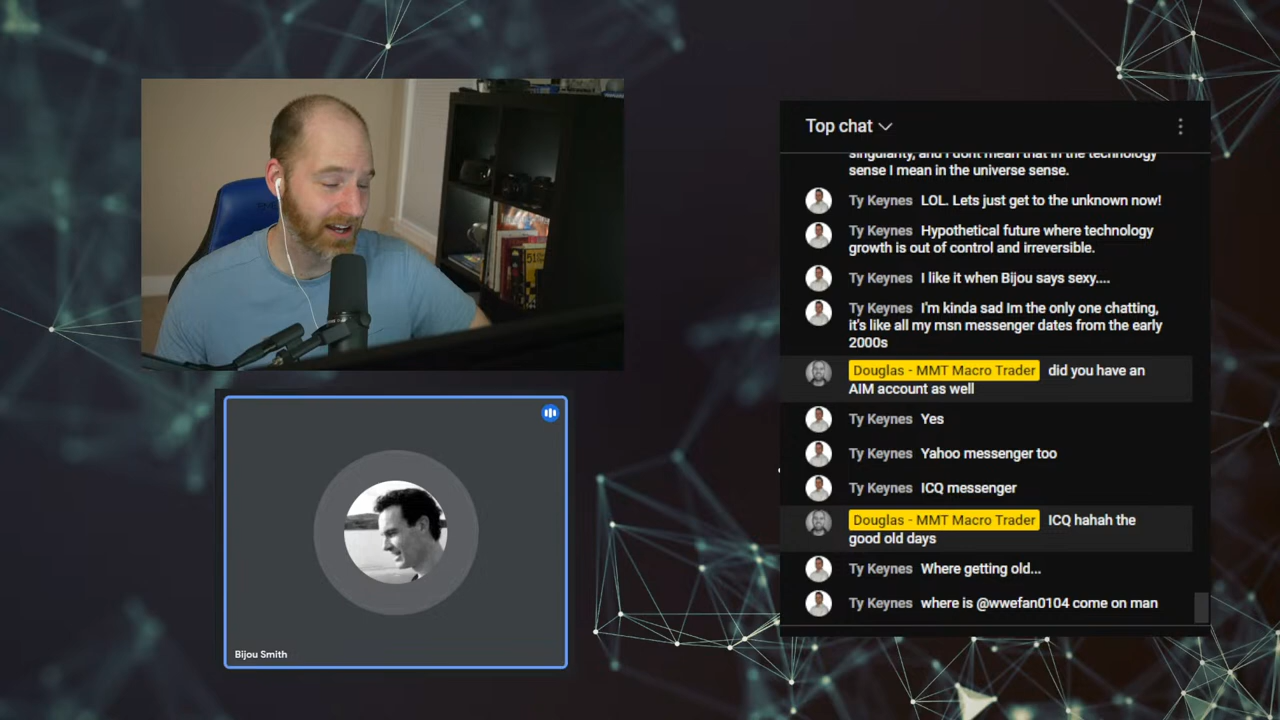 Top chat
singularity, and I dont mean that in the technology
sense I mean in the universe sense.
Ty Keynes LOL. Lets just get to the unknown now!
Ty Keynes Hypothetical future where technology
growth is out of control and irreversible.
Ty Keynes I like it when Bijou says sexy....
Ty Keynes I'm kinda sad Im the only one chatting,
it's like all my msn messenger dates from the early
2000s
Douglas - MMT Macro Trader did you have an
AIM account as well
Ty Keynes Yes
Ty Keynes Yahoo messenger too
Ty Keynes ICQ messenger
Douglas - MMT Macro Trader ICQ hahah the
good old days
Ty Keynes Where getting old...
Ty Keynes where is @wwefan0104 come on man
Bijou Smith